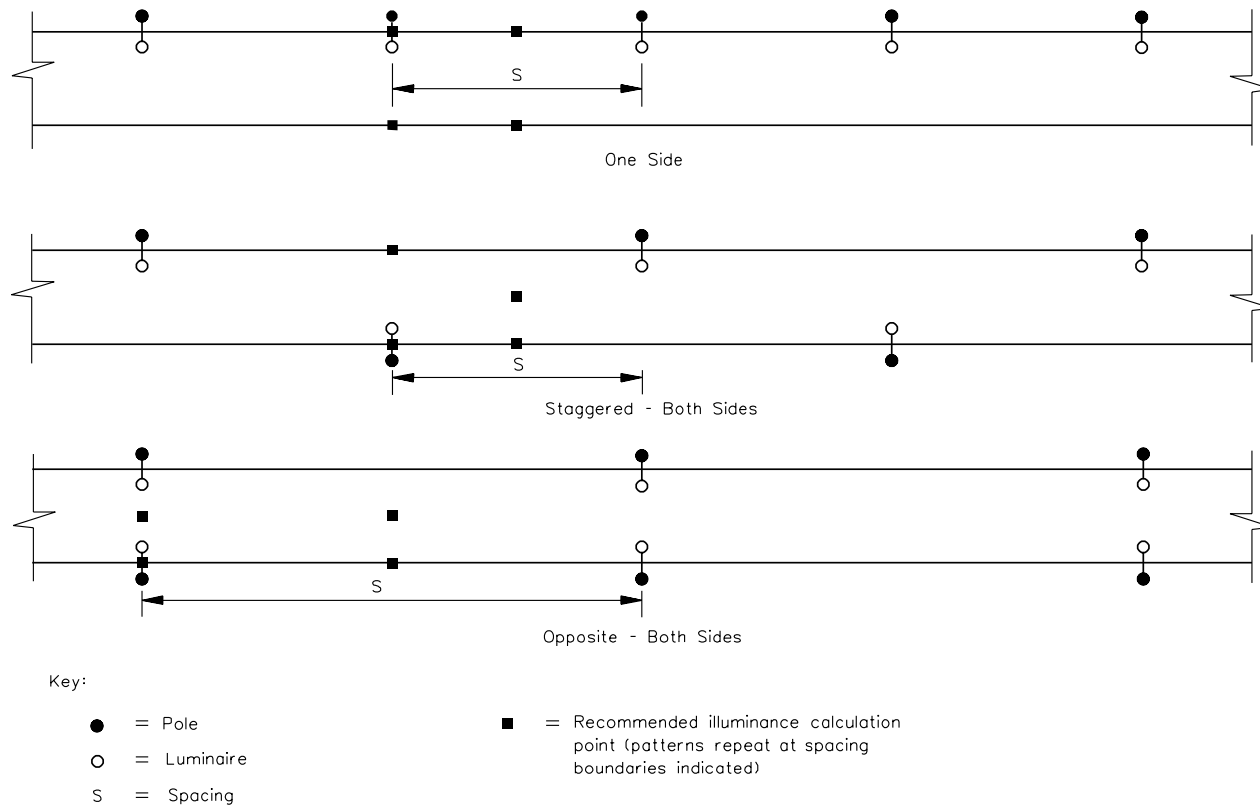 S
One Side
S
Staggered - Both Sides
S
Opposite - Both Sides
Key:
= Pole
= Luminaire
S = Spacing
= Recommended illuminance calculation
point (patterns repeat at spacing
boundaries indicated)